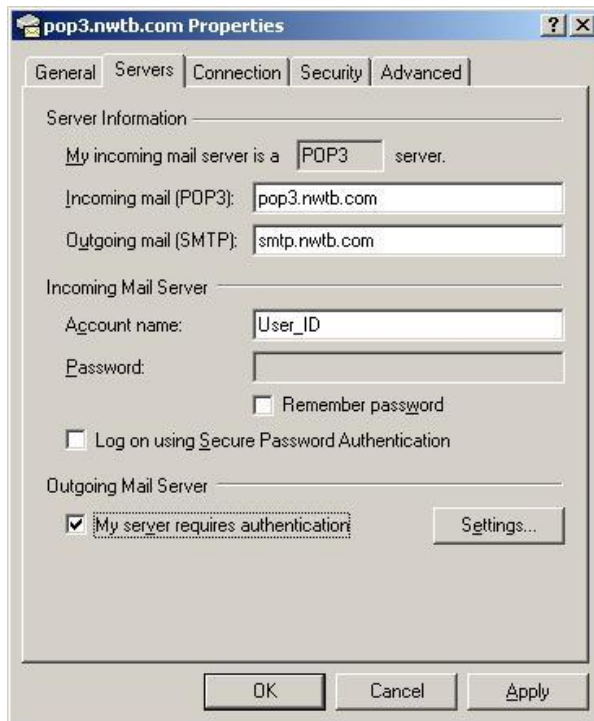 pop3.nwtb.com Properties
General Servers Connection Security Advanced
Server Information
My incoming mail server is a POP3 server.
Incoming mail (POP3): pop3.nwtb.com
Outgoing mail (SMTP): smtp.nwtb.com
Incoming Mail Server
Account name: User_ID
Password:
Remember password
Log on using Secure Password Authentication
Outgoing Mail Server
My server requires authentication Settings...
OK Cancel Apply